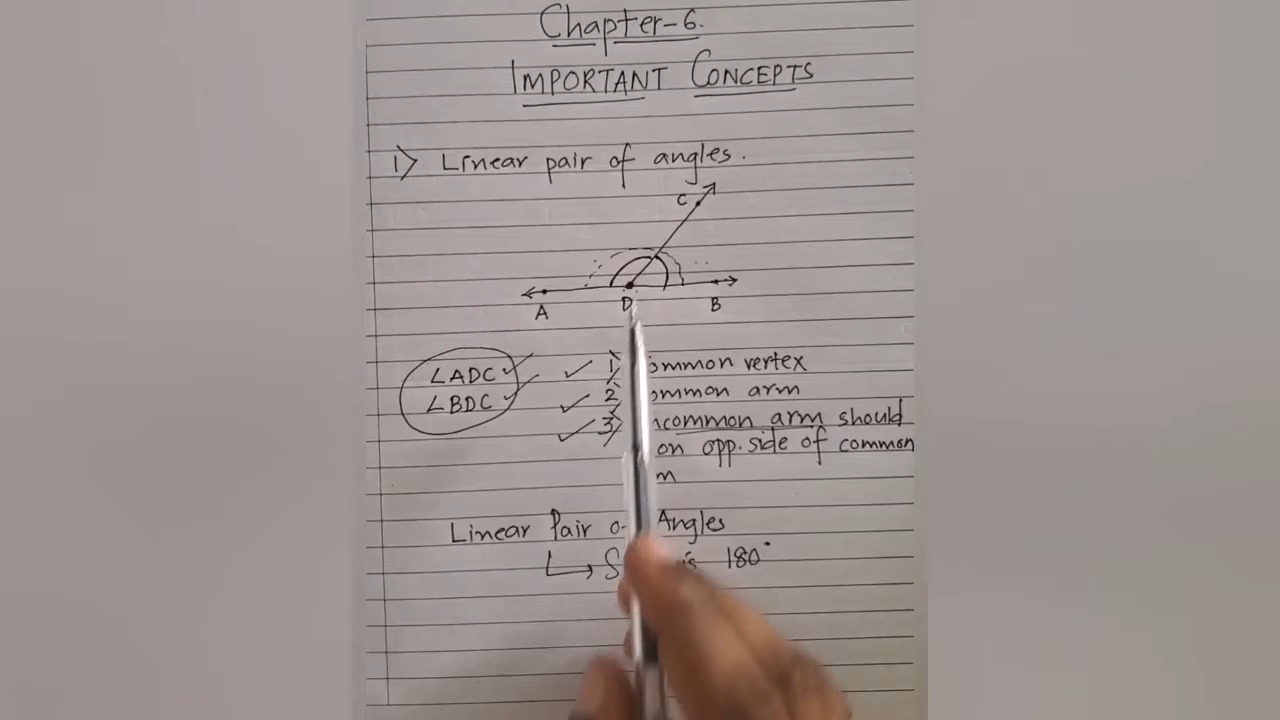 Chapter-6.
IMPORTANT CONCEPTS
1> Linear pair of angles.
C
A D B
∠ADC ✓ ✓ 1> ommon vertex
∠BDC ✓ ✓ 2> ommon arm
✓ 3> common arm should
on opp. side of common
m
Linear Pair o Angles
↳ S is 180°